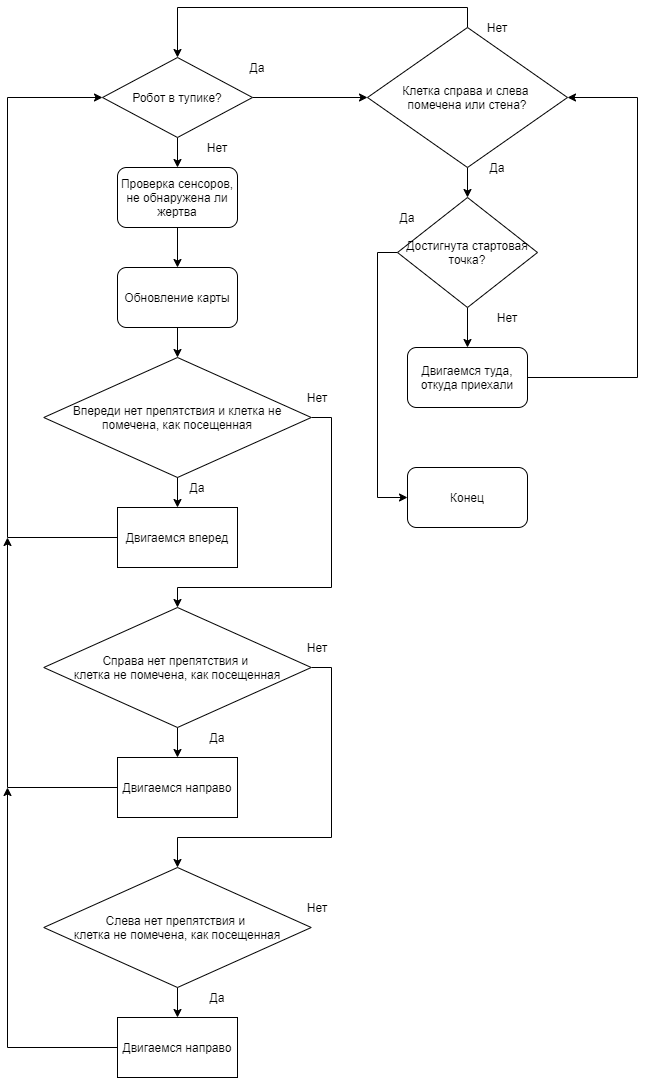 Нет
Да
Робот в тупике?
Клетка справа и слева
помечена или стена?
Нет
Да
Проверка сенсоров,
не обнаружена ли
жертва
Да
Достигнута стартовая
точка?
Обновление карты
Нет
Двигаемся туда,
откуда приехали
Нет
Впереди нет препятствия и клетка не
помечена, как посещенная
Да
Конец
Двигаемся вперед
Нет
Справа нет препятствия и
клетка не помечена, как посещенная
Да
Двигаемся направо
Нет
Слева нет препятствия и
клетка не помечена, как посещенная
Да
Двигаемся направо